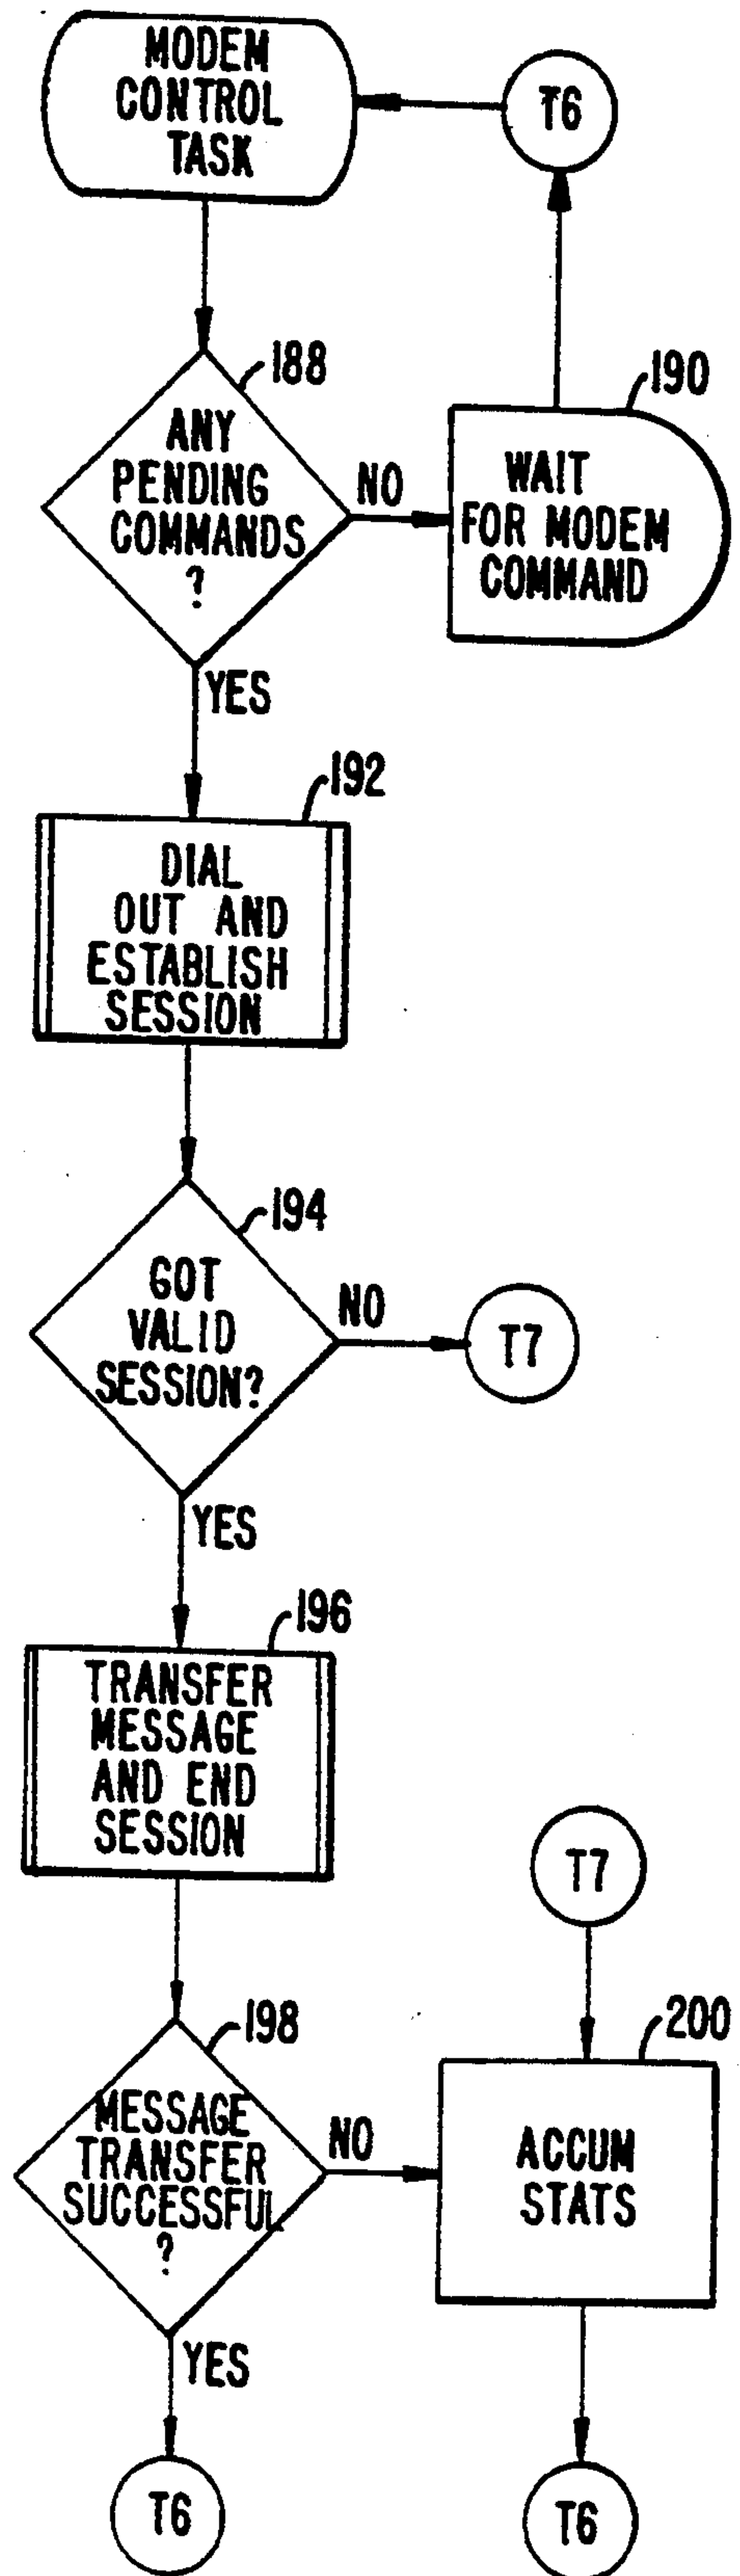 MODEM
CONTROL
TASK
T6
188
ANY
PENDING
COMMANDS
?
NO
190
WAIT
FOR MODEM
COMMAND
YES
192
DIAL
OUT AND
ESTABLISH
SESSION
194
GOT
VALID
SESSION?
NO
T7
YES
196
TRANSFER
MESSAGE
AND END
SESSION
T7
198
MESSAGE
TRANSFER
SUCCESSFUL
?
NO
200
ACCUM
STATS
YES
T6
T6